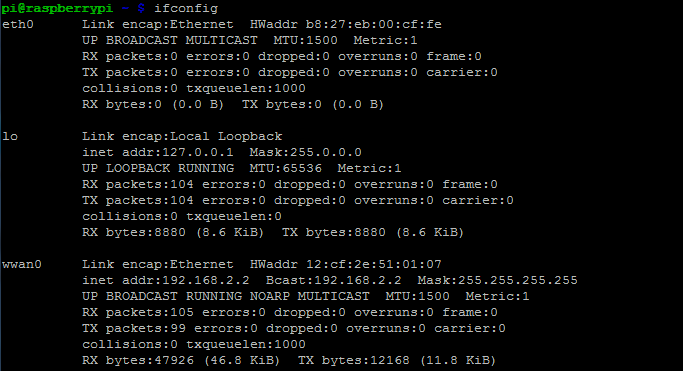 pi@raspberrypi ~ $ ifconfig
eth0      Link encap:Ethernet  HWaddr b8:27:eb:00:cf:fe
          UP BROADCAST MULTICAST  MTU:1500  Metric:1
          RX packets:0 errors:0 dropped:0 overruns:0 frame:0
          TX packets:0 errors:0 dropped:0 overruns:0 carrier:0
          collisions:0 txqueuelen:1000
          RX bytes:0 (0.0 B)  TX bytes:0 (0.0 B)

lo        Link encap:Local Loopback
          inet addr:127.0.0.1  Mask:255.0.0.0
          UP LOOPBACK RUNNING  MTU:65536  Metric:1
          RX packets:104 errors:0 dropped:0 overruns:0 frame:0
          TX packets:104 errors:0 dropped:0 overruns:0 carrier:0
          collisions:0 txqueuelen:0
          RX bytes:8880 (8.6 KiB)  TX bytes:8880 (8.6 KiB)

wwan0     Link encap:Ethernet  HWaddr 12:cf:2e:51:01:07
          inet addr:192.168.2.2  Bcast:192.168.2.2  Mask:255.255.255.255
          UP BROADCAST RUNNING NOARP MULTICAST  MTU:1500  Metric:1
          RX packets:105 errors:0 dropped:0 overruns:0 frame:0
          TX packets:99 errors:0 dropped:0 overruns:0 carrier:0
          collisions:0 txqueuelen:1000
          RX bytes:47926 (46.8 KiB)  TX bytes:12168 (11.8 KiB)